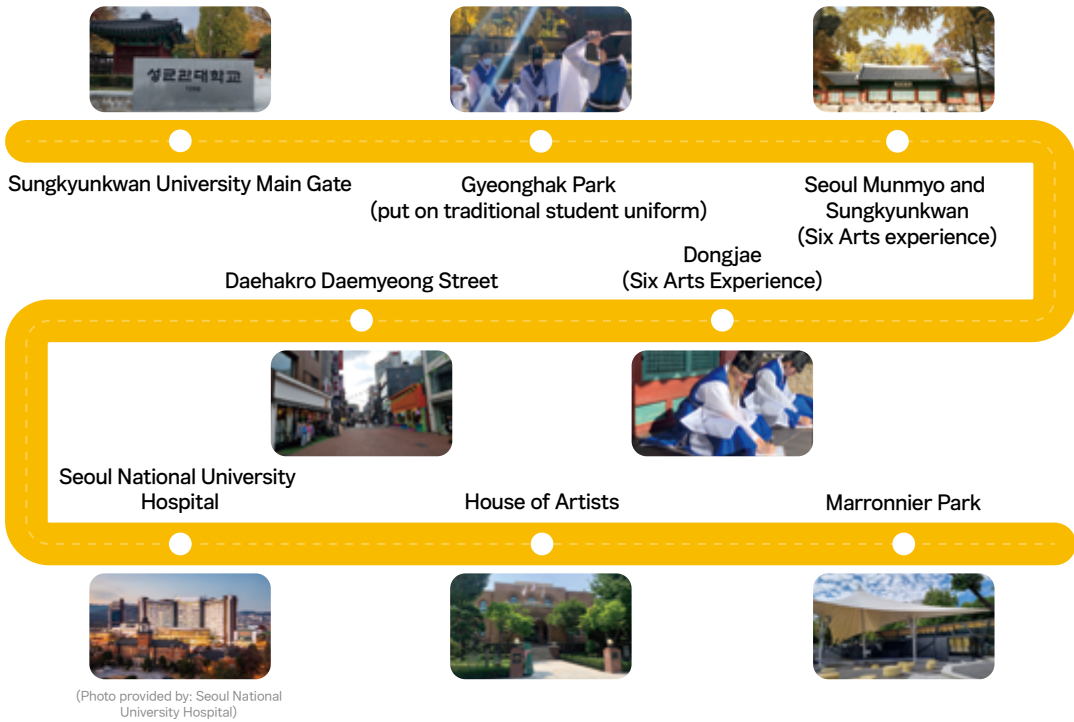 성균관대학교
1398
Sungkyunkwan University Main Gate
Gyeonghak Park
(put on traditional student uniform)
Seoul Munmyo and
Sungkyunkwan
(Six Arts experience)
Dongjae
(Six Arts Experience)
Daehakro Daemyeong Street
Seoul National University
Hospital
House of Artists
Marronnier Park
(Photo provided by: Seoul National
University Hospital)